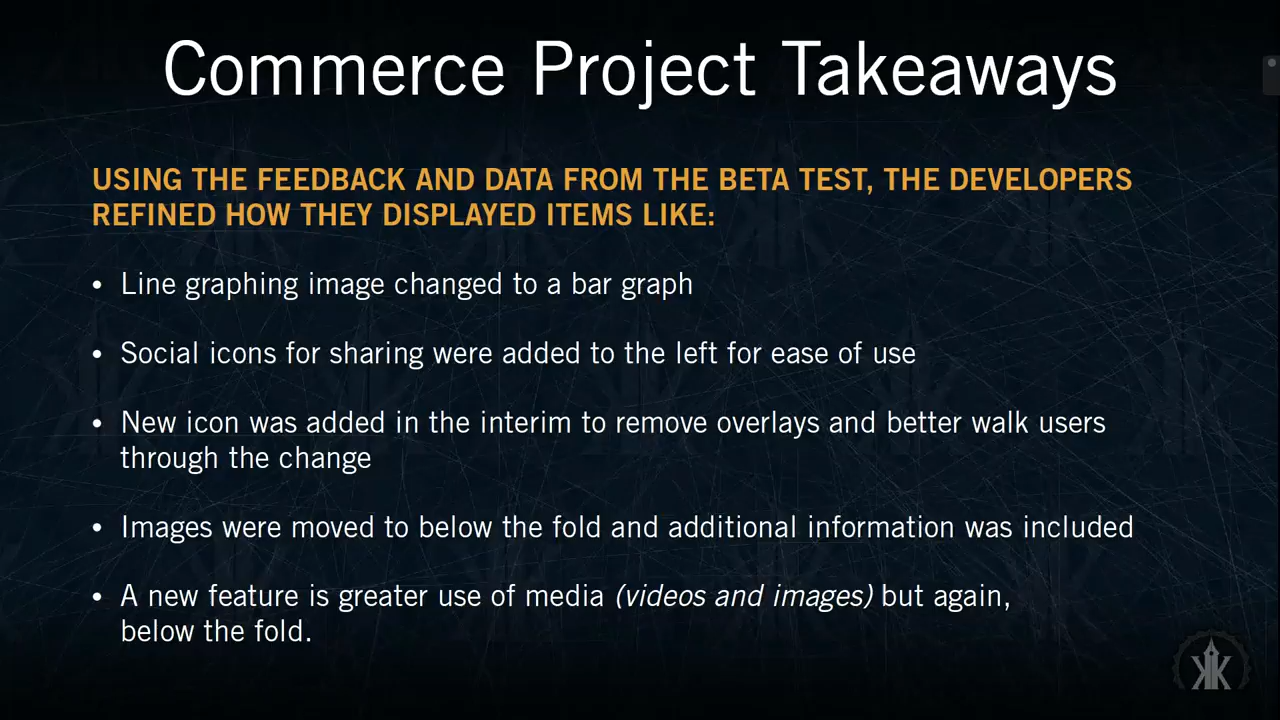 Commerce Project Takeaways
USING THE FEEDBACK AND DATA FROM THE BETA TEST, THE DEVELOPERS
REFINED HOW THEY DISPLAYED ITEMS LIKE:
• Line graphing image changed to a bar graph
• Social icons for sharing were added to the left for ease of use
• New icon was added in the interim to remove overlays and better walk users
through the change
• Images were moved to below the fold and additional information was included
• A new feature is greater use of media (videos and images) but again,
below the fold.